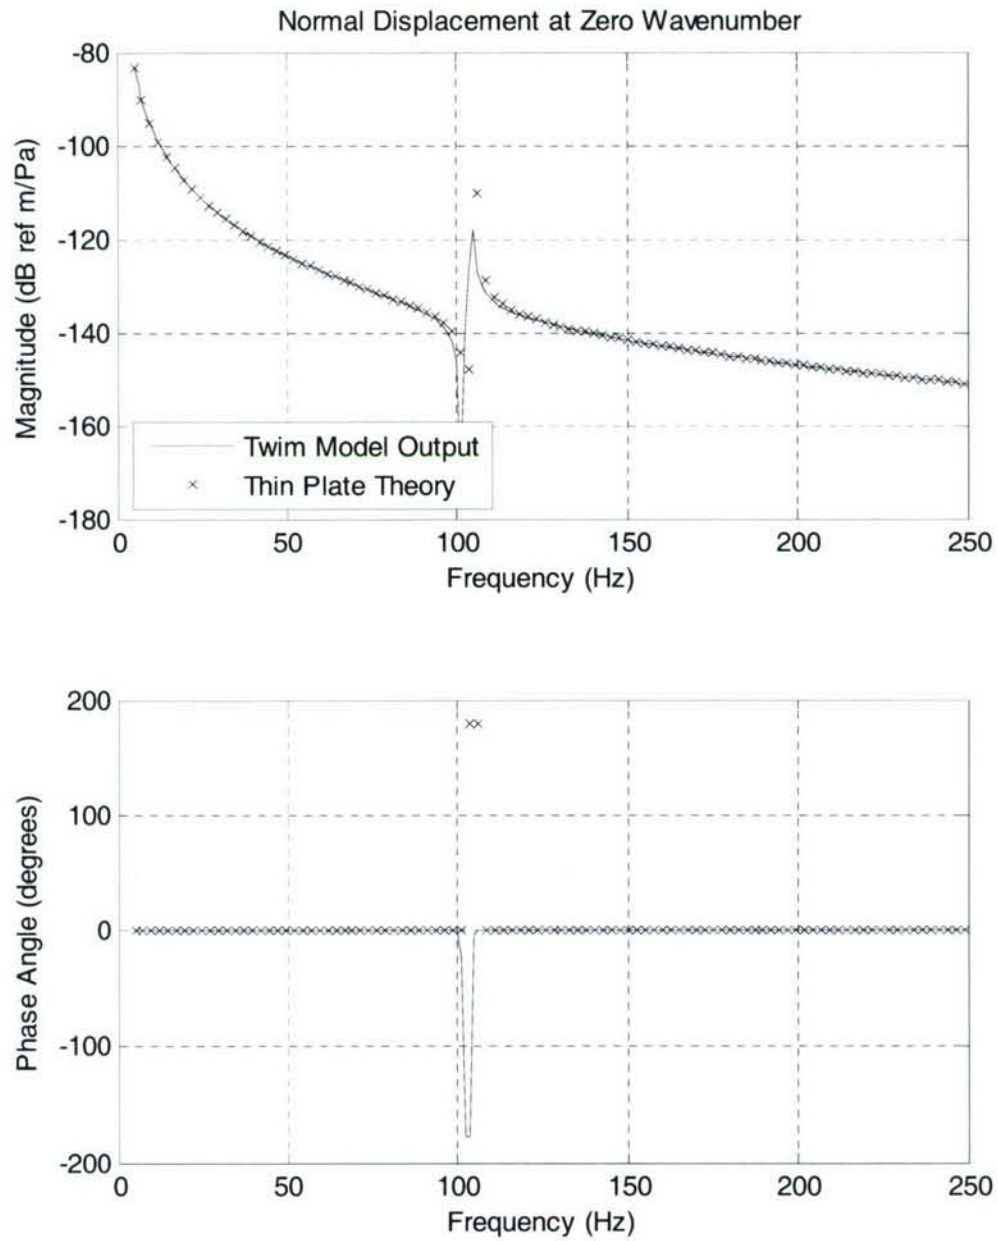 Normal Displacement at Zero Wavenumber
-80
-100
-120
-140
-160
-180
Magnitude (dB ref m/Pa)
Twim Model Output
Thin Plate Theory
0 50 100 150 200 250
Frequency (Hz)
200
100
0
-100
-200
Phase Angle (degrees)
0 50 100 150 200 250
Frequency (Hz)